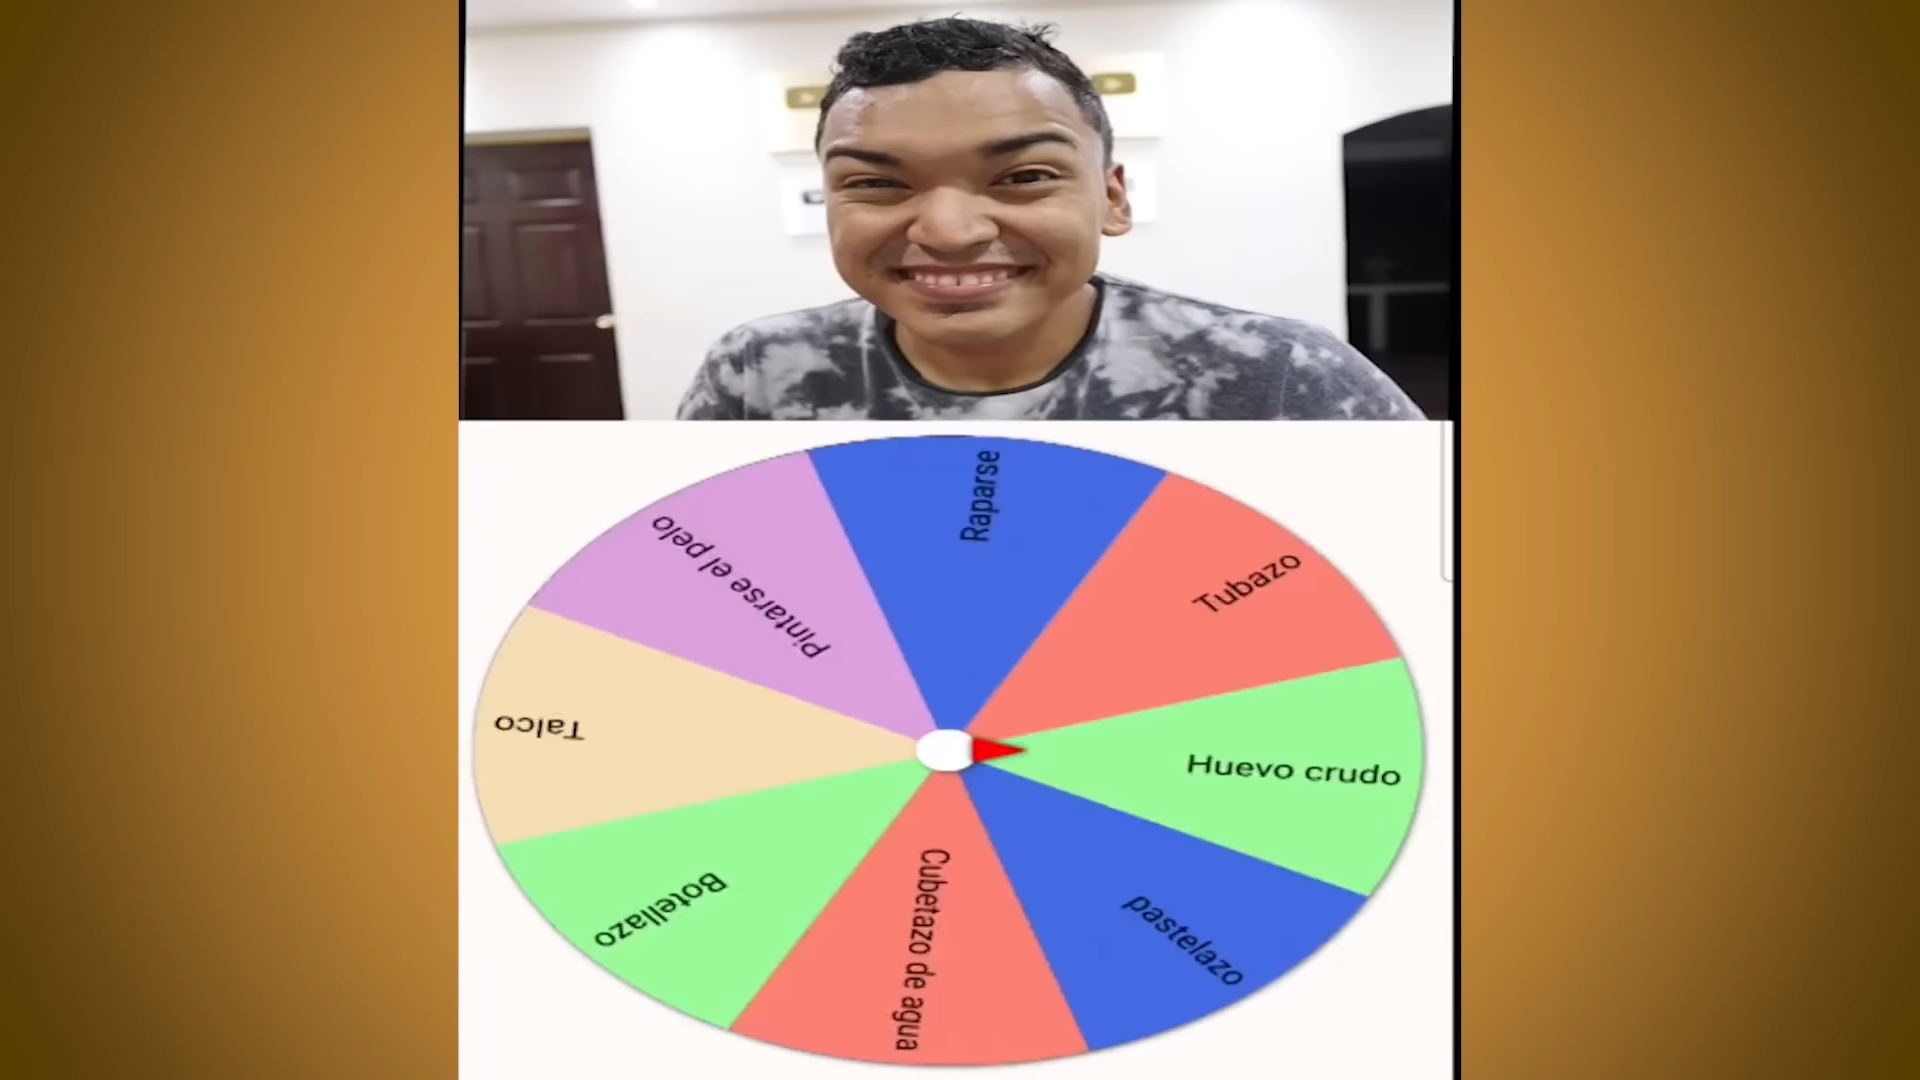 Raparse
Tubazo
Huevo crudo
pastelazo
Cubetazo de agua
Botellazo
Talco
Pintarse el pelo